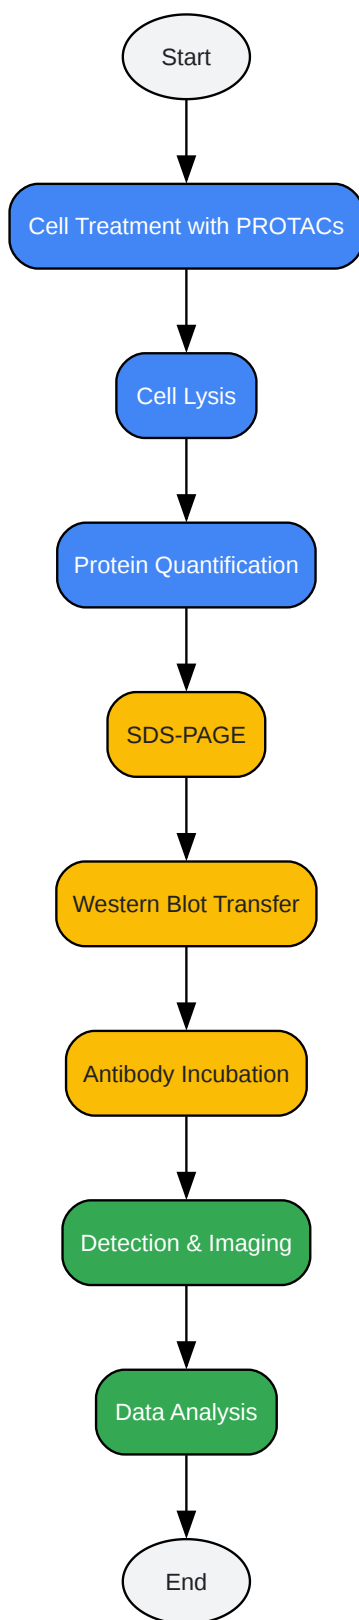 Start
Cell Treatment with PROTACs
Cell Lysis
Protein Quantification
SDS-PAGE
Western Blot Transfer
Antibody Incubation
Detection & Imaging
Data Analysis
End